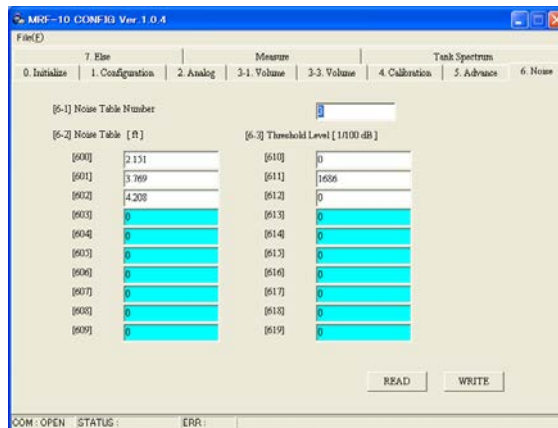 MRF-10 CONFIG Ver.1.0.4
File(F)
7. Else Measure Tank Spectrum
0. Initialize 1. Configuration 2. Analog 3-1. Volume 3-3. Volume 4. Calibration 5. Advance 6. Noise
[6-1] Noise Table Number 3
[6-2] Noise Table [ ft ] [6-3] Threshold Level [ 1/100 dB ]
[600] 2.151 [610] 0
[601] 3.769 [611] 1686
[602] 4.208 [612] 0
[603] 0 [613] 0
[604] 0 [614] 0
[605] 0 [615] 0
[606] 0 [616] 0
[607] 0 [617] 0
[608] 0 [618] 0
[609] 0 [619] 0
READ WRITE
COM : OPEN STATUS : ERR :